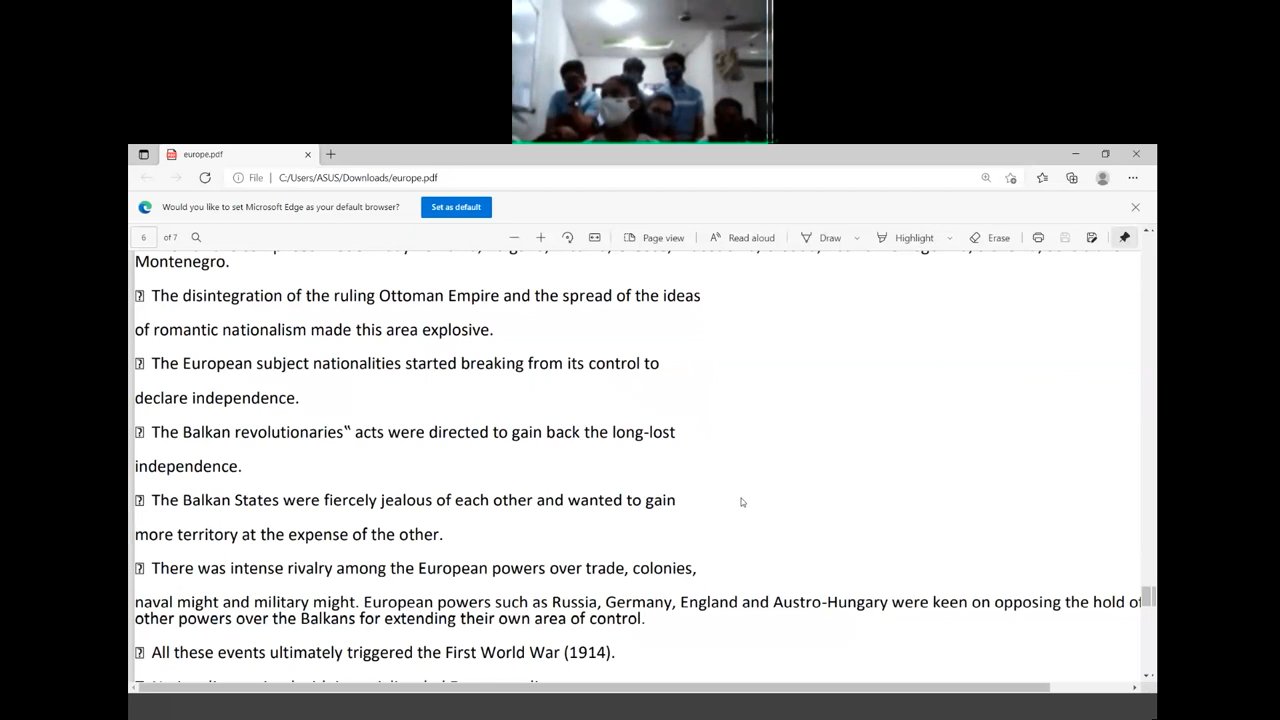 europe.pdf
File
C:/Users/ASUS/Downloads/europe.pdf
Would you like to set Microsoft Edge as your default browser?
Set as default
6 of 7
Page view
Read aloud
Draw
Highlight
Erase
Montenegro.
The disintegration of the ruling Ottoman Empire and the spread of the ideas
of romantic nationalism made this area explosive.
The European subject nationalities started breaking from its control to
declare independence.
The Balkan revolutionaries‟ acts were directed to gain back the long-lost
independence.
The Balkan States were fiercely jealous of each other and wanted to gain
more territory at the expense of the other.
There was intense rivalry among the European powers over trade, colonies,
naval might and military might. European powers such as Russia, Germany, England and Austro-Hungary were keen on opposing the hold of
other powers over the Balkans for extending their own area of control.
All these events ultimately triggered the First World War (1914).